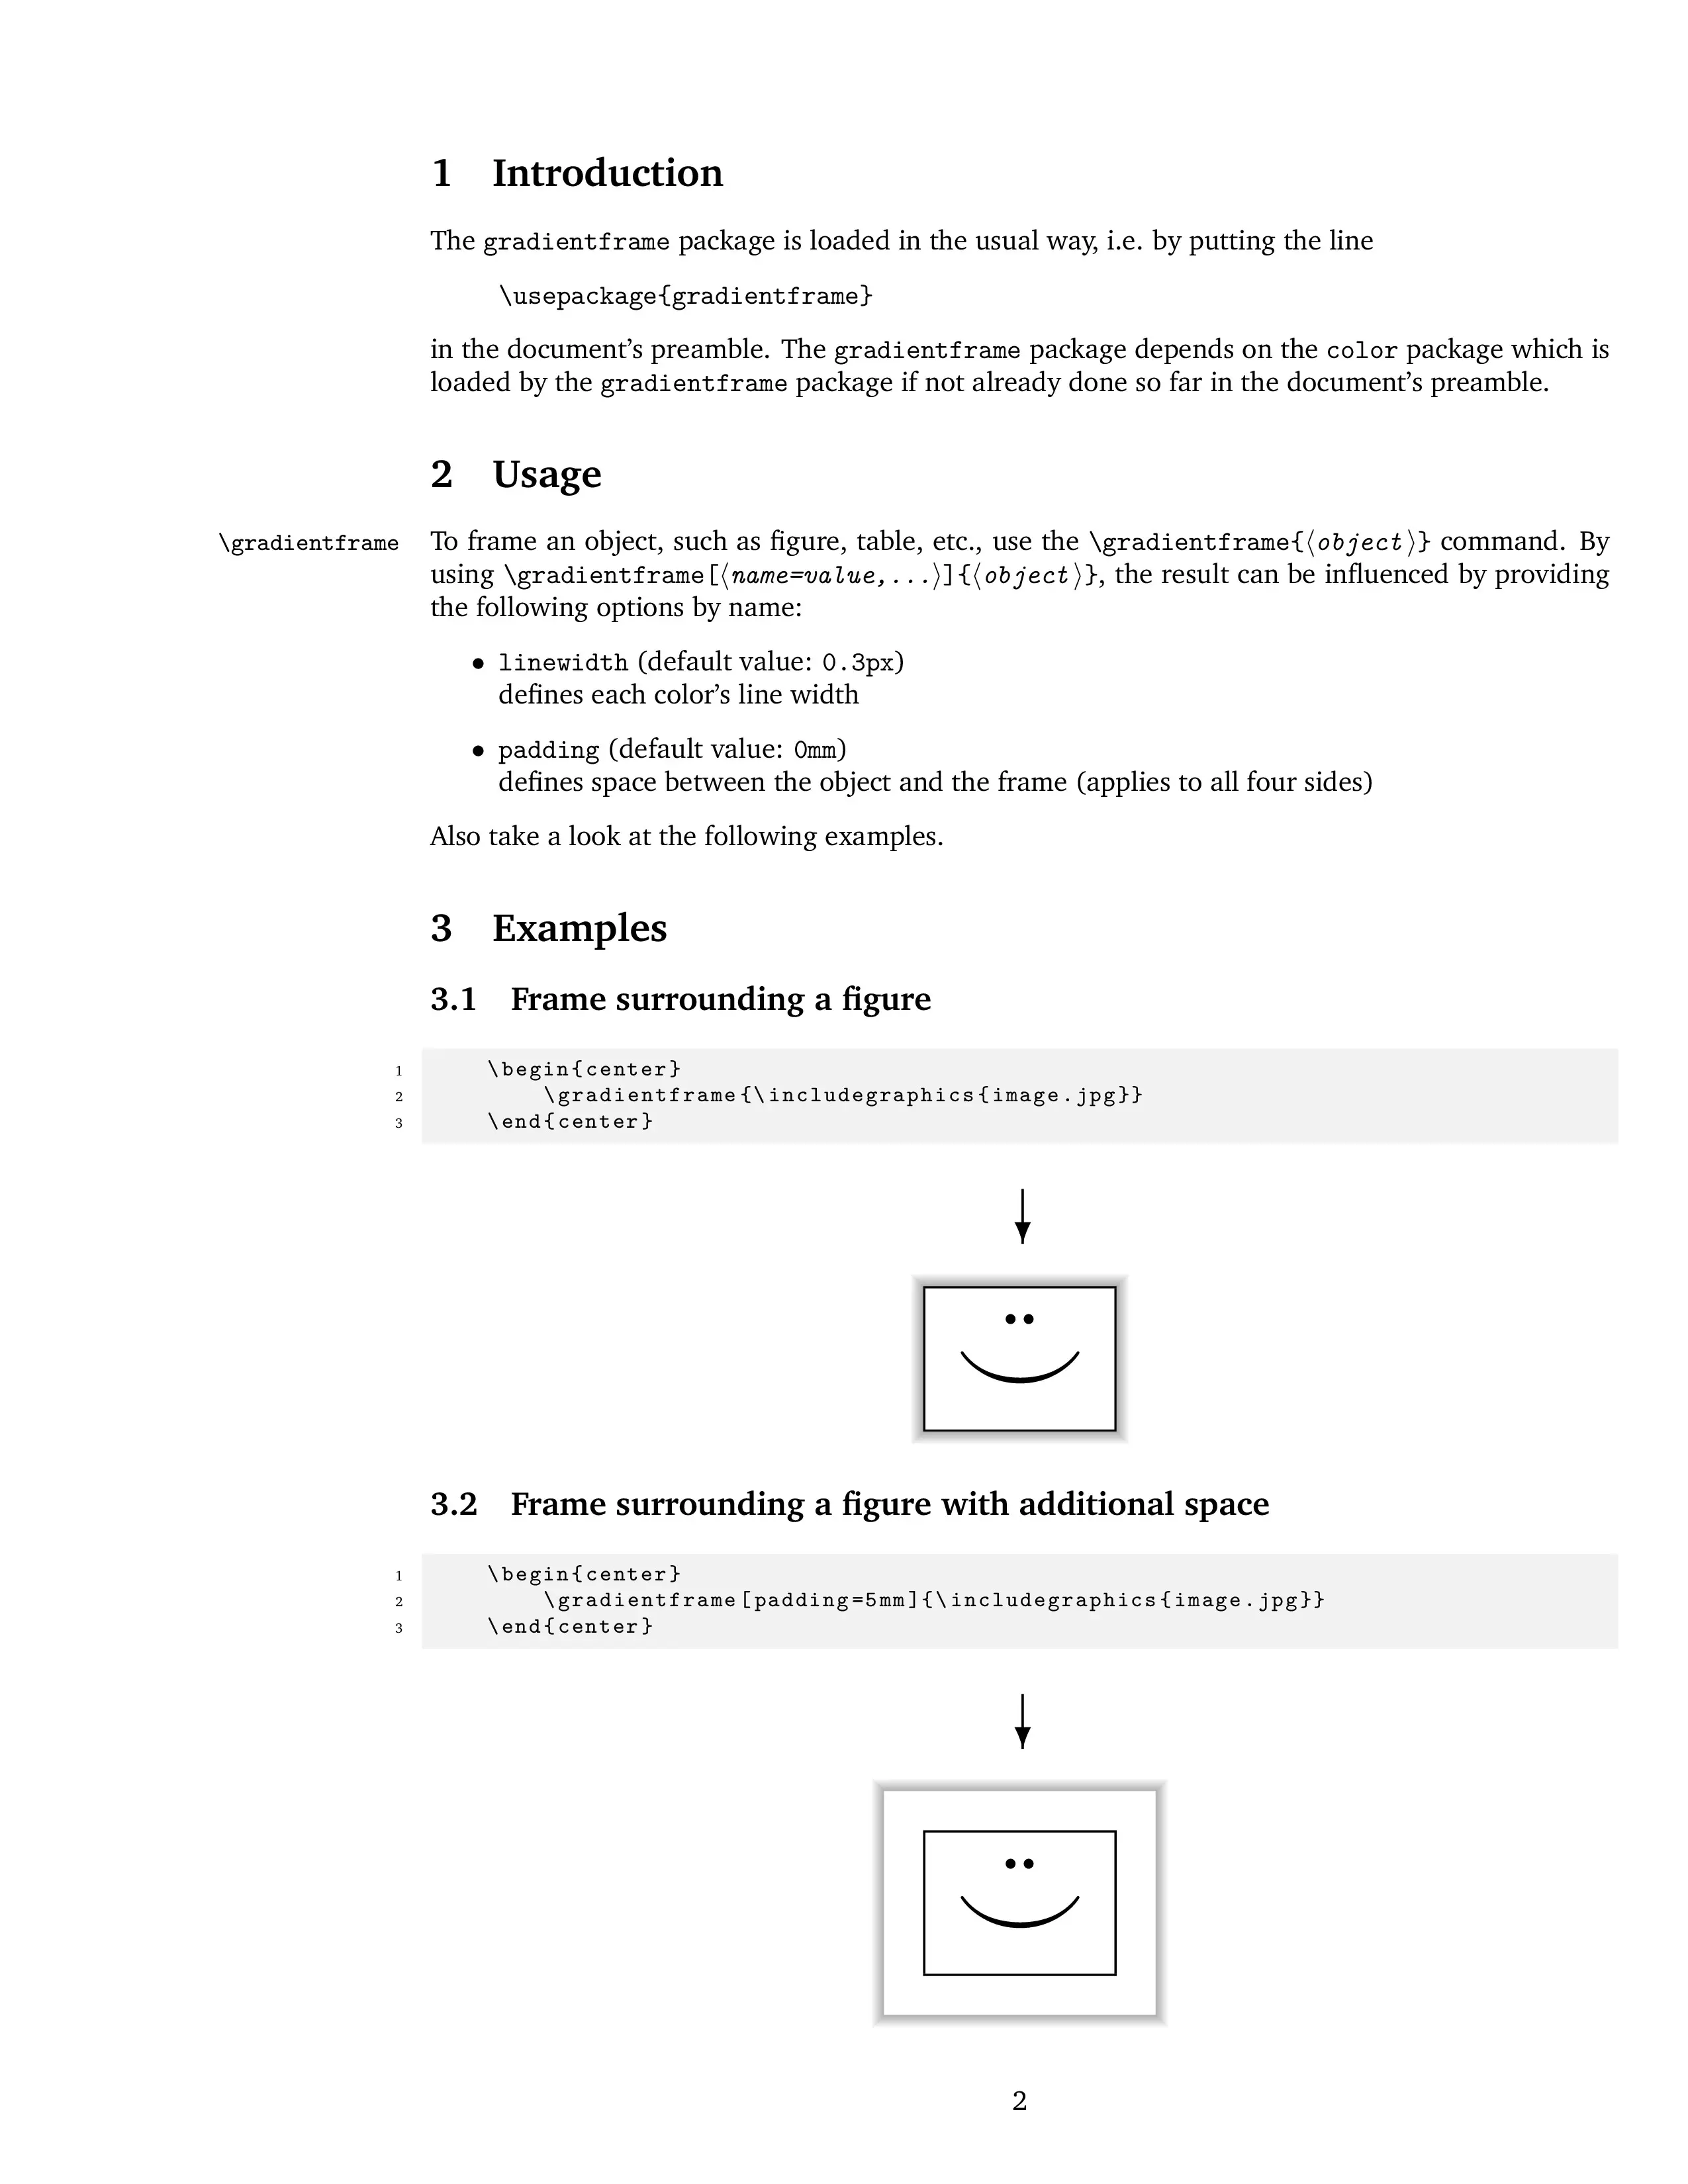 1 Introduction
The gradientframe package is loaded in the usual way, i.e. by putting the line
\usepackage{gradientframe}
in the document’s preamble. The gradientframe package depends on the color package which is
loaded by the gradientframe package if not already done so far in the document’s preamble.
2 Usage
\gradientframe To frame an object, such as figure, table, etc., use the \gradientframe{⟨object⟩} command. By
using \gradientframe[⟨name=value,...⟩]{⟨object⟩}, the result can be influenced by providing
the following options by name:
• linewidth (default value: 0.3px)
defines each color’s line width
• padding (default value: 0mm)
defines space between the object and the frame (applies to all four sides)
Also take a look at the following examples.
3 Examples
3.1 Frame surrounding a figure
1 \begin{center}
2 \gradientframe{\includegraphics{image.jpg}}
3 \end{center}
3.2 Frame surrounding a figure with additional space
1 \begin{center}
2 \gradientframe[padding=5mm]{\includegraphics{image.jpg}}
3 \end{center}
2